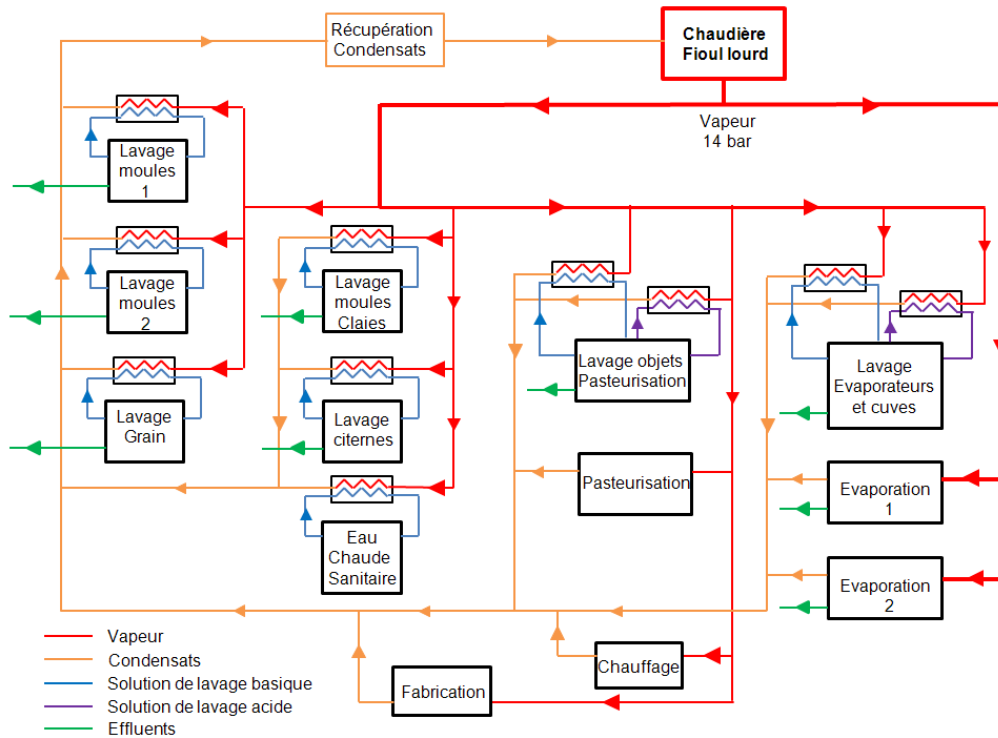 Récupération
Condensats
Chaudière
Fioul lourd
Vapeur
14 bar
Lavage
moules
1
Lavage
moules
2
Lavage
moules
Claies
Lavage objets
Pasteurisation
Lavage
Evaporateurs
et cuves
Lavage
Grain
Lavage
citernes
Pasteurisation
Evaporation
1
Eau
Chaude
Sanitaire
Evaporation
2
Chauffage
Fabrication
Vapeur
Condensats
Solution de lavage basique
Solution de lavage acide
Effluents